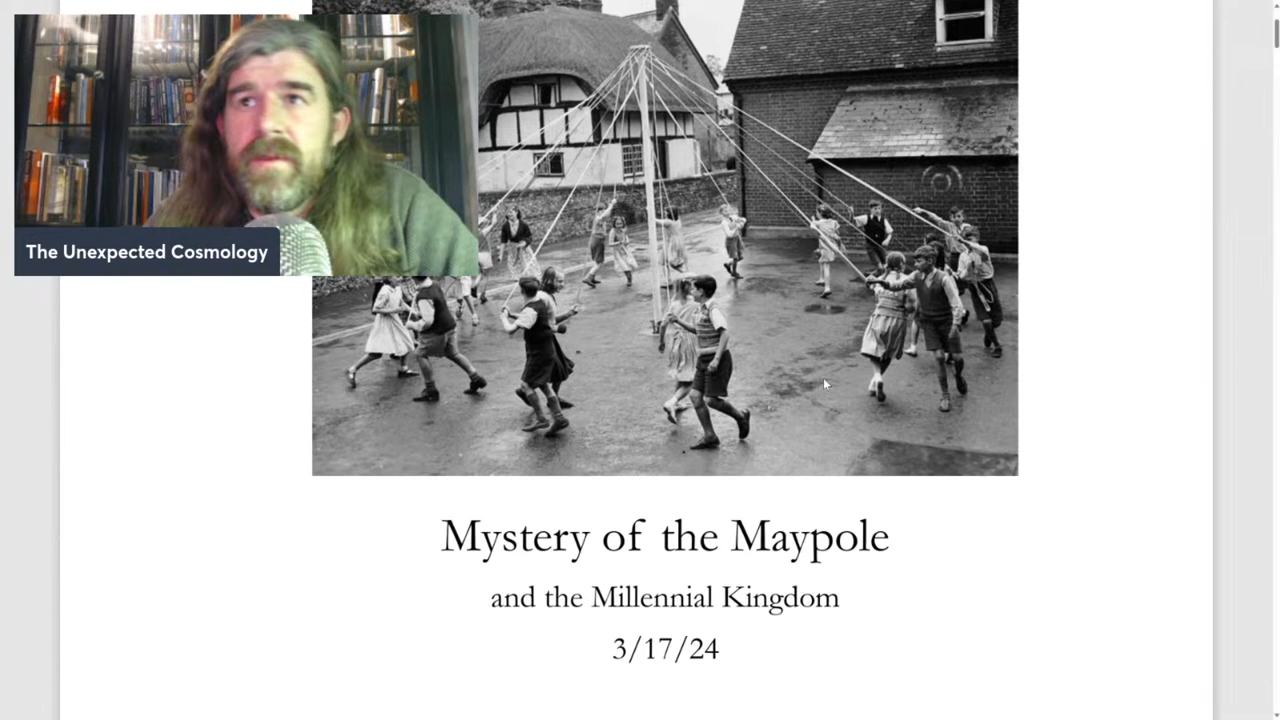 The Unexpected Cosmology
Mystery of the Maypole
and the Millennial Kingdom
3/17/24